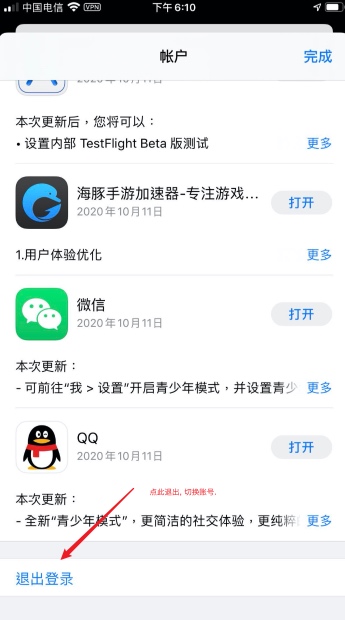 中国电信 VPN 下午6:10
帐户 完成
2020年10月11日
本次更新后，您将可以：
• 设置内部 TestFlight Beta 版测试 更多
海豚手游加速器-专注游戏… 打开
2020年10月11日
1.用户体验优化 更多
微信 打开
2020年10月11日
本次更新：
- 可前往“我 > 设置”开启青少年模式，并设置青少 更多
QQ 打开
2020年10月11日
点此退出, 切换账号.
本次更新：
- 全新“青少年模式”，更简洁的社交体验，更纯粹 更多
退出登录